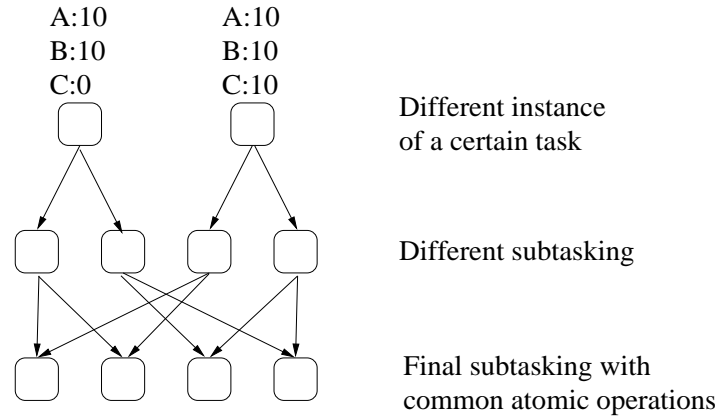 A:10
B:10
C:0
A:10
B:10
C:10
Different instance
of a certain task
Different subtasking
Final subtasking with
common atomic operations